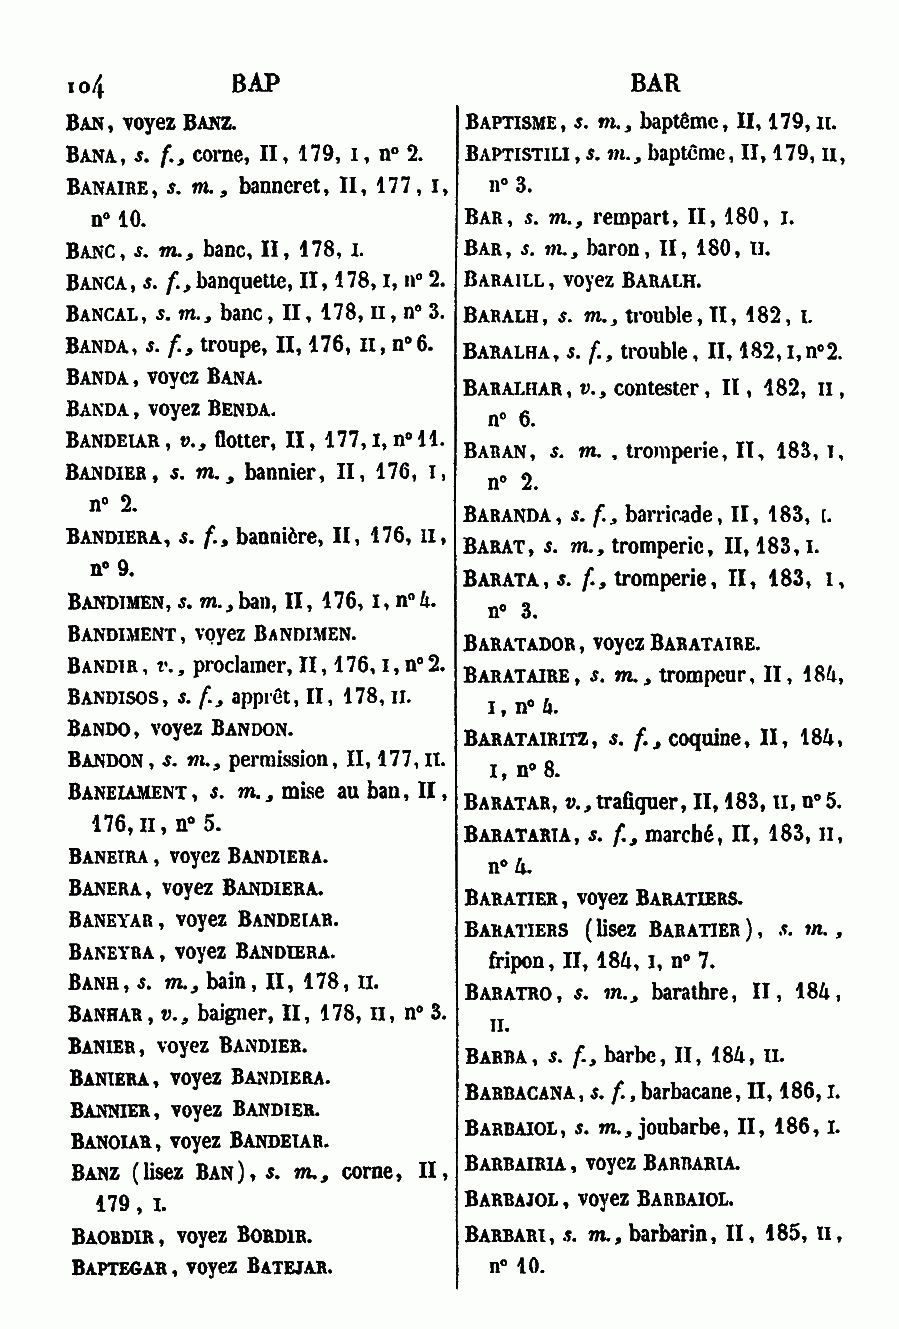 104 BAP BAR
BAN, voyez BANZ.
BANA, s. f., corne, II, 179, I, n° 2.
BANAIRE, s. m., banneret, II, 177, I,
n° 10.
BANC, s. m., banc, II, 178, I.
BANCA, s. f., banquette, II, 178, I, n° 2.
BANCAL, s. m., banc, II, 178, II, n° 3.
BANDA, s. f., troupe, II, 176, II, n° 6.
BANDA, voyez BANA.
BANDA, voyez BENDA.
BANDEIAR, v., flotter, II, 177, I, n° 11.
BANDIER, s. m., bannier, II, 176, I,
n° 2.
BANDIERA, s. f., bannière, II, 176, II,
n° 9.
BANDIMEN, s. m., ban, II, 176, I, n° 4.
BANDIMENT, voyez BANDIMEN.
BANDIR, v., proclamer, II, 176, I, n° 2.
BANDISOS, s. f., apprêt, II, 178, II.
BANDO, voyez BANDON.
BANDON, s. m., permission, II, 177, II.
BANEIAMENT, s. m., mise au ban, II,
176, II, n° 5.
BANEIRA, voyez BANDIERA.
BANERA, voyez BANDIERA.
BANEYAR, voyez BANDEIAR.
BANEYRA, voyez BANDIERA.
BANH, s. m., bain, II, 178, II.
BANHAR, v., baigner, II, 178, II, n° 3.
BANIER, voyez BANDIER.
BANIERA, voyez BANDIERA.
BANNIER, voyez BANDIER.
BANOIAR, voyez BANDEIAR.
BANZ (lisez BAN), s. m., corne, II,
179, I.
BAORDIR, voyez BORDIR.
BAPTEGAR, voyez BATEJAR.
BAPTISME, s. m., baptême, II, 179, II.
BAPTISTILI, s. m., baptême, II, 179, II,
n° 3.
BAR, s. m., rempart, II, 180, I.
BAR, s. m., baron, II, 180, II.
BARAILL, voyez BARALH.
BARALH, s. m., trouble, II, 182, I.
BARALHA, s. f., trouble, II, 182, I, n° 2.
BARALHAR, v., contester, II, 182, II,
n° 6.
BARAN, s. m., tromperie, II, 183, I,
n° 2.
BARANDA, s. f., barricade, II, 183, I.
BARAT, s. m., tromperie, II, 183, I.
BARATA, s. f., tromperie, II, 183, I,
n° 3.
BARATADOR, voyez BARATAIRE.
BARATAIRE, s. m., trompeur, II, 184,
I, n° 4.
BARATAIRITZ, s. f., coquine, II, 184,
I, n° 8.
BARATAR, v., trafiquer, II, 183, II, n° 5.
BARATARIA, s. f., marché, II, 183, II,
n° 4.
BARATIER, voyez BARATIERS.
BARATIERS (lisez BARATIER), s. m.,
fripon, II, 184, I, n° 7.
BARATRO, s. m., barathre, II, 184,
II.
BARBA, s. f., barbe, II, 184, II.
BARBACANA, s. f., barbacane, II, 186, I.
BARBAIOL, s. m., joubarbe, II, 186, I.
BARBAIRIA, voyez BARBARIA.
BARBAJOL, voyez BARBAIOL.
BARBARI, s. m., barbarin, II, 185, II,
n° 10.